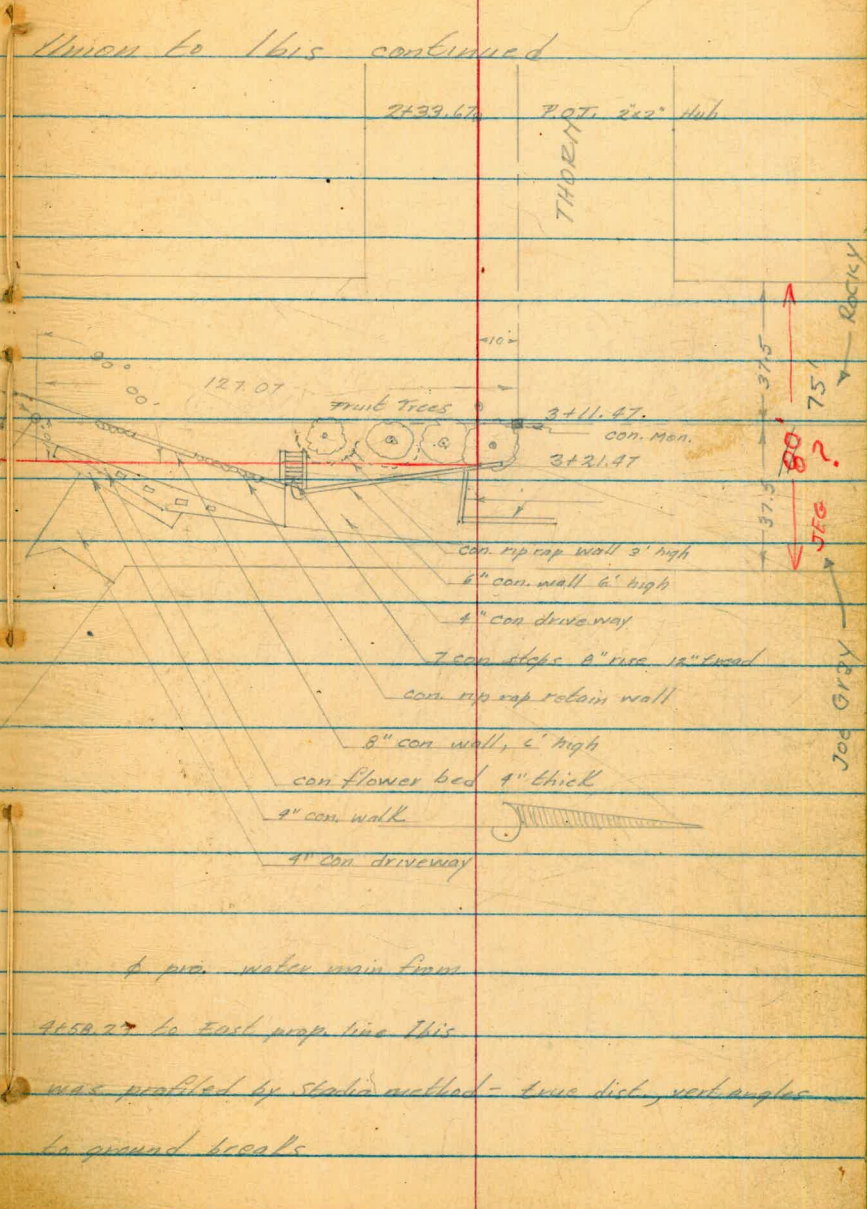 Union to Ibis continued
2+33.67 P.O.T. 2"x2" Hub
THORN
ROCKY
10'
37.5
75'
90°
127.07
Fruit Trees
3+11.47
con. mon.
80'
3+21.47
?
37.5
JEG
con. rip rap wall 3' high
6" con. wall 6' high
4" con driveway
7 con steps 8" rise 12" tread
con. rip rap retain wall
Joe Gray
8" con wall, 6' high
con flower bed 4" thick
4" con. walk
4" con driveway
pro. water main from
4+58.27 to East prop. line Ibis
was profiled by Stadia method - true dist., vert angles
to ground breaks